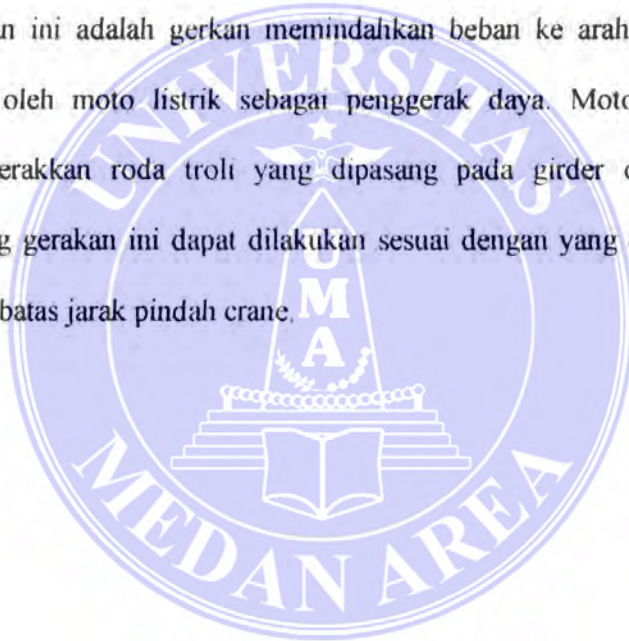 n ini adalah gerkan memindahkan beban ke arah
oleh moto listrik sebagai penggerak daya. Moto
erakkan roda troli yang dipasang pada girder
g gerakan ini dapat dilakukan sesuai dengan yang
batas jarak pindah crane.
UNIVERSITAS
UMA
MEDAN AREA